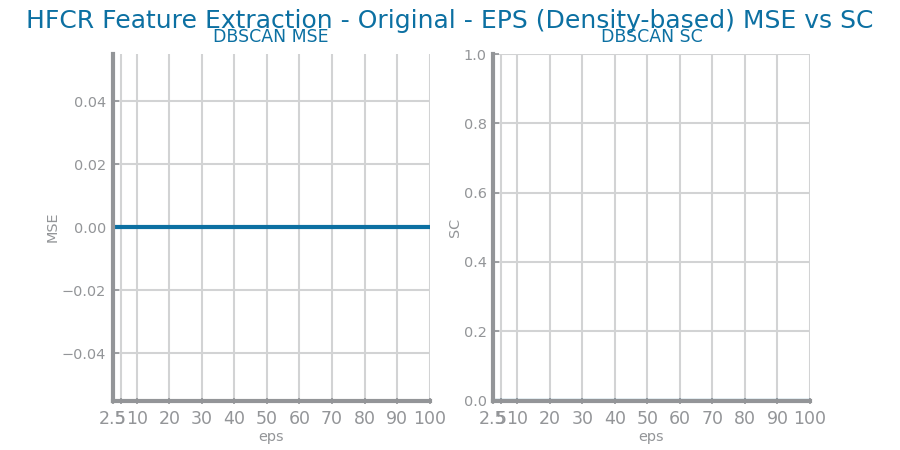 HFCR Feature Extraction - Original - EPS (Density-based) MSE vs SC
DBSCAN MSE
DBSCAN SC
MSE
0.04
0.02
0.00
−0.02
−0.04
2.5 5 10 20 30 40 50 60 70 80 90 100
eps
SC
1.0
0.8
0.6
0.4
0.2
0.0
2.5 5 10 20 30 40 50 60 70 80 90 100
eps